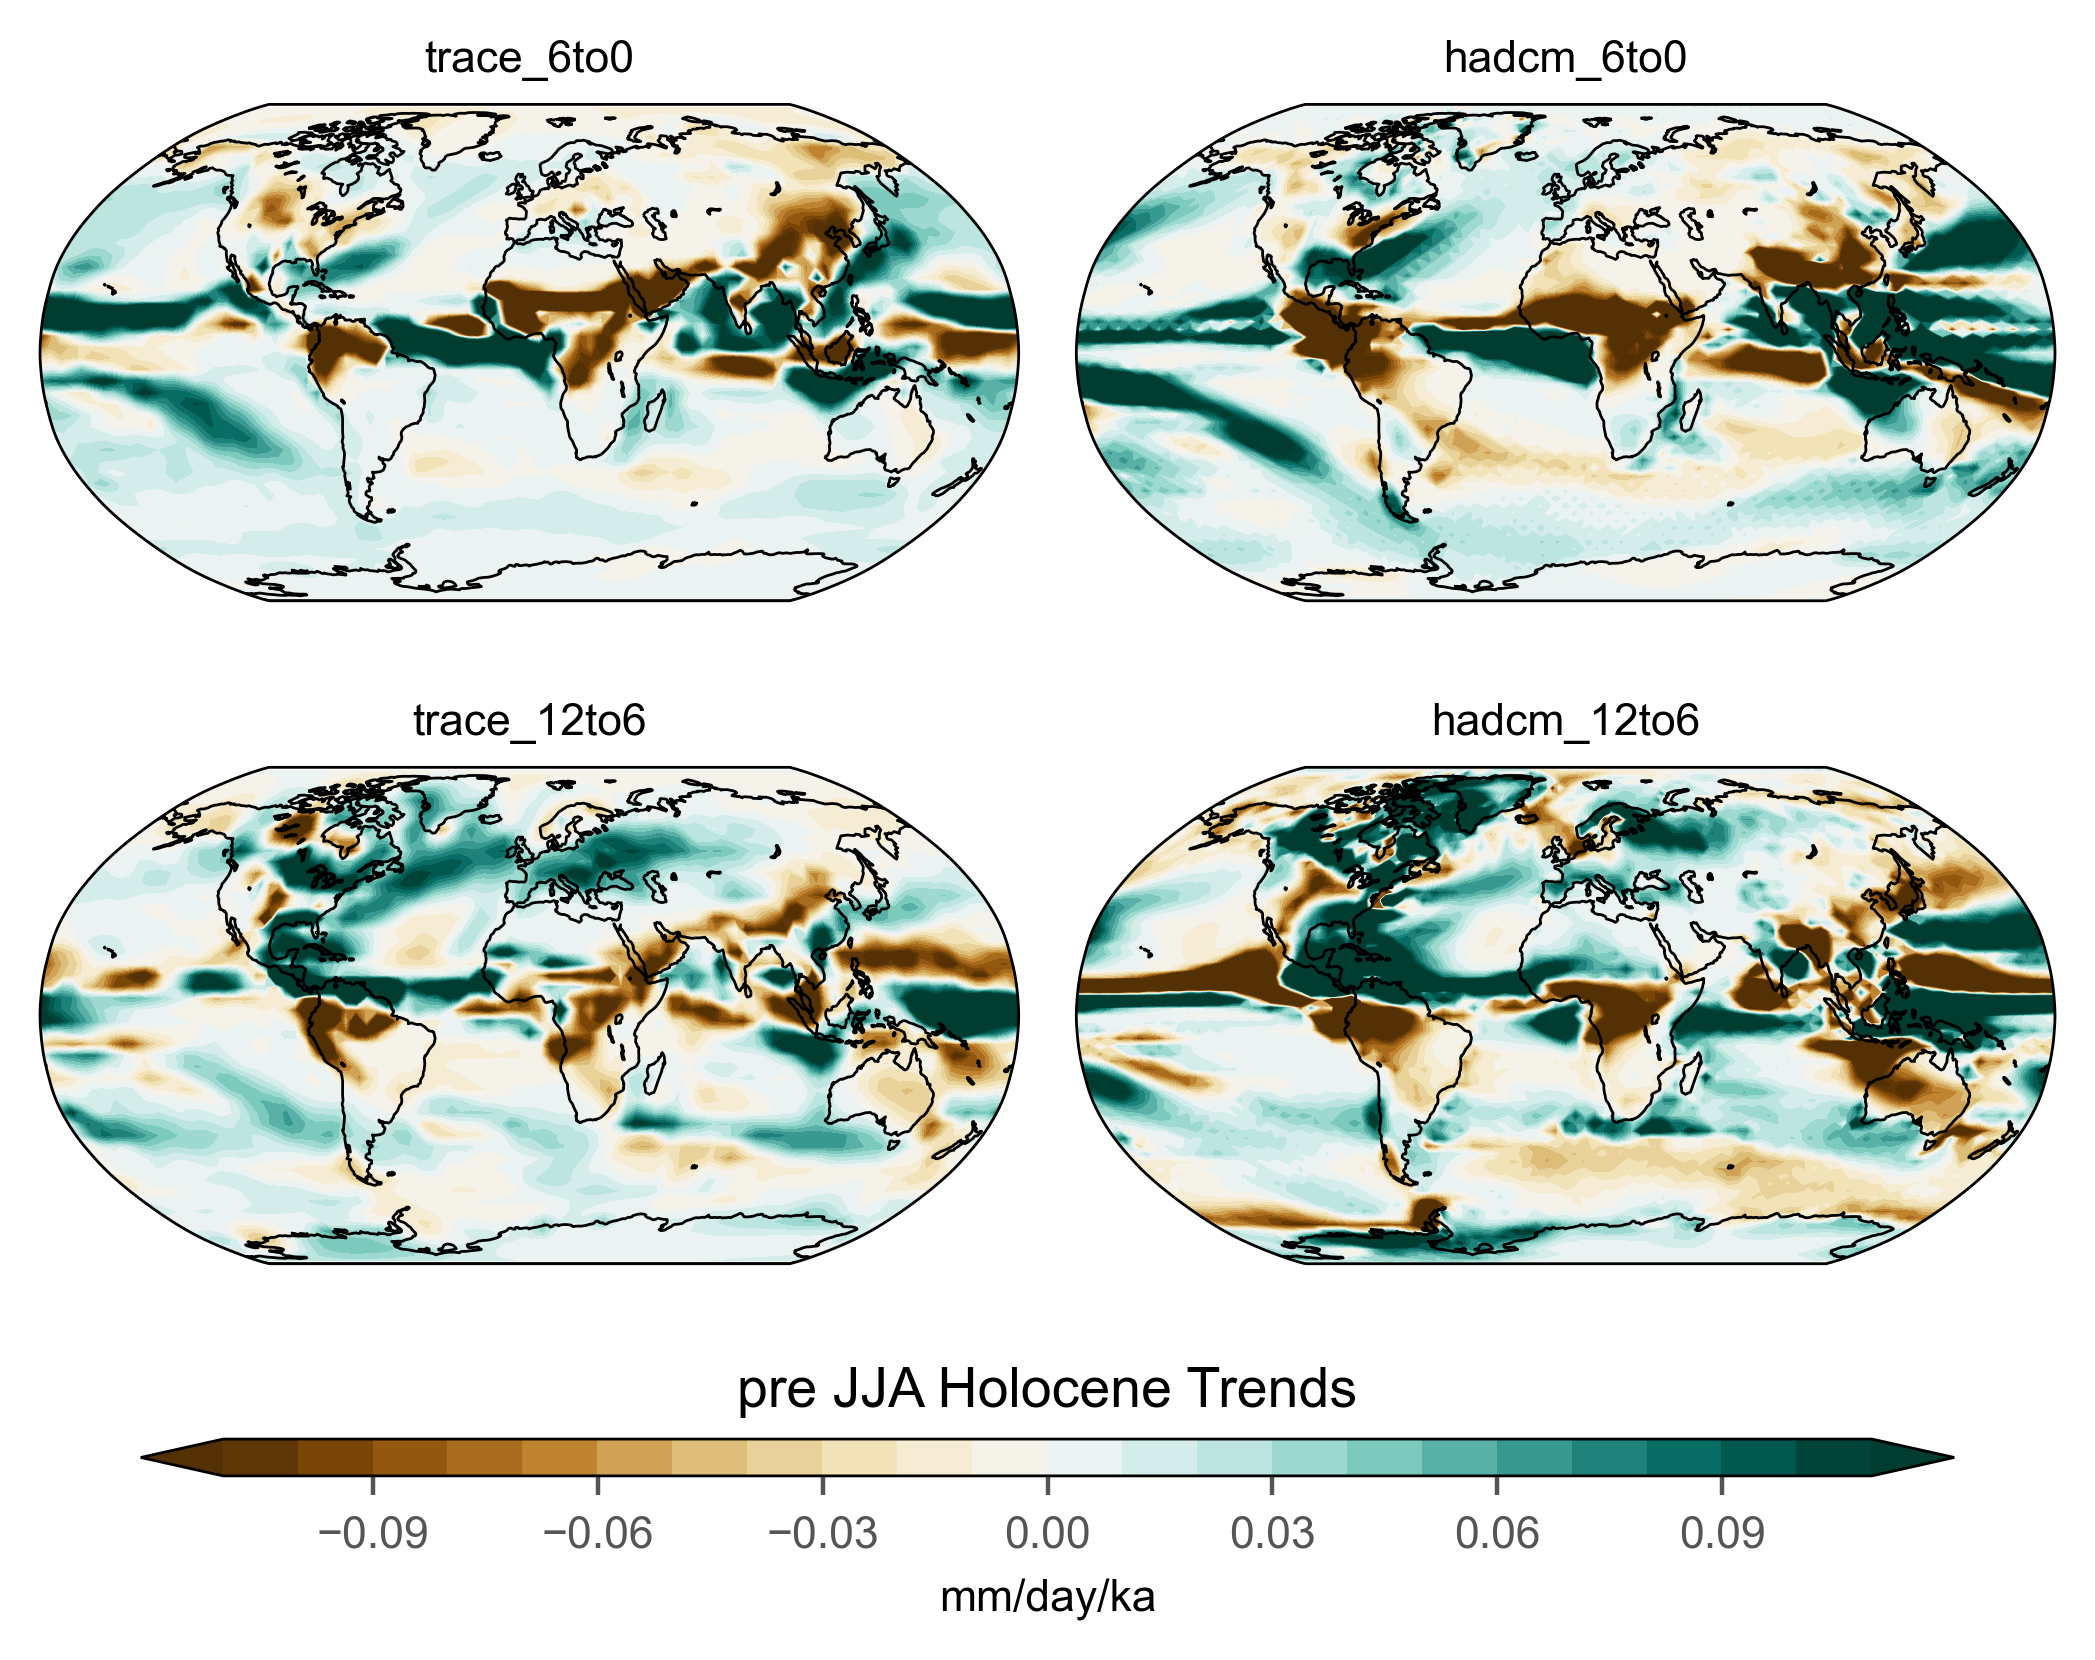 trace_6to0
hadcm_6to0
trace_12to6
hadcm_12to6
pre JJA Holocene Trends
−0.09 −0.06 −0.03 0.00 0.03 0.06 0.09
mm/day/ka